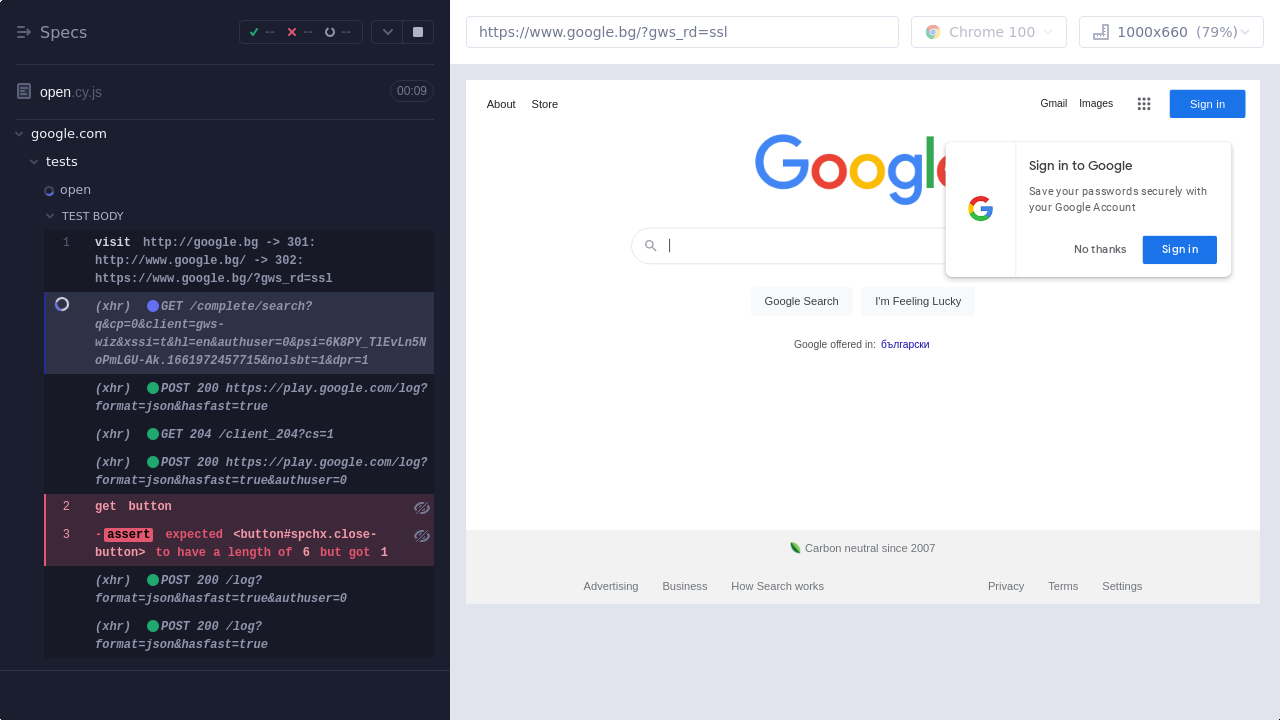 Specs
--
--
--
open.cy.js
00:09
google.com
tests
open
TEST BODY
1 visit http://google.bg -> 301:
http://www.google.bg/ -> 302:
https://www.google.bg/?gws_rd=ssl
(xhr) GET /complete/search?
q&cp=0&client=gws-
wiz&xssi=t&hl=en&authuser=0&psi=6K8PY_TlEvLn5N
oPmLGU-Ak.1661972457715&nolsbt=1&dpr=1
(xhr) POST 200 https://play.google.com/log?
format=json&hasfast=true
(xhr) GET 204 /client_204?cs=1
(xhr) POST 200 https://play.google.com/log?
format=json&hasfast=true&authuser=0
2 get button
3 -assert expected <button#spchx.close-
button> to have a length of 6 but got 1
(xhr) POST 200 /log?
format=json&hasfast=true&authuser=0
(xhr) POST 200 /log?
format=json&hasfast=true
https://www.google.bg/?gws_rd=ssl
Chrome 100
1000x660 (79%)
About Store
Gmail Images
Sign in
Google
Sign in to Google
Save your passwords securely with
your Google Account
No thanks
Sign in
Google Search
I'm Feeling Lucky
Google offered in: български
Carbon neutral since 2007
Advertising Business How Search works
Privacy Terms Settings